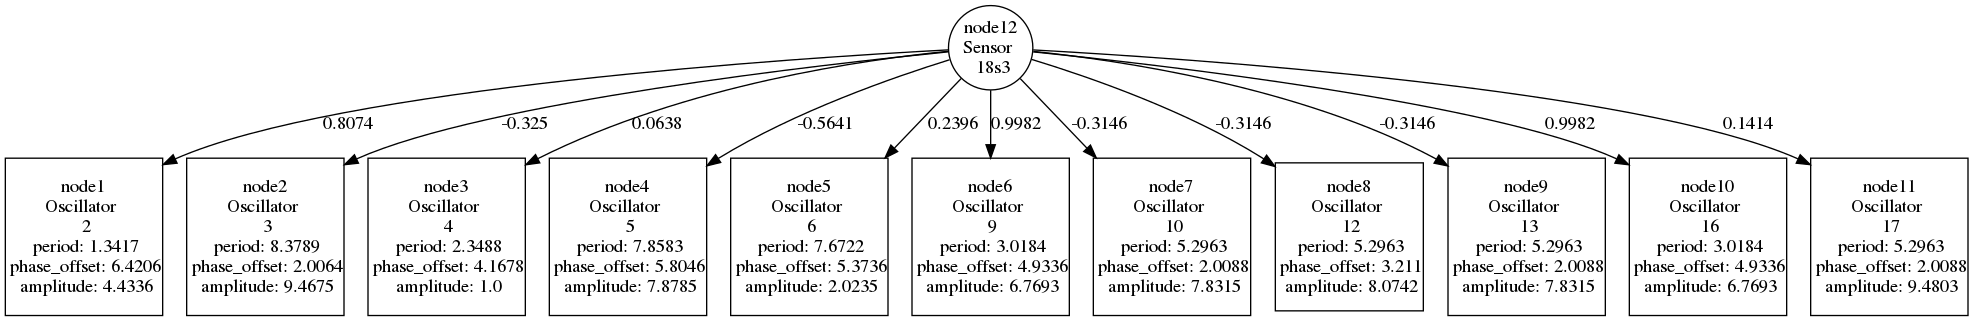 node12
Sensor
18s3
0.8074
-0.325
0.0638
-0.5641
0.2396
0.9982
-0.3146
-0.3146
-0.3146
0.9982
0.1414
node1
Oscillator
2
period: 1.3417
phase_offset: 6.4206
amplitude: 4.4336
node2
Oscillator
3
period: 8.3789
phase_offset: 2.0064
amplitude: 9.4675
node3
Oscillator
4
period: 2.3488
phase_offset: 4.1678
amplitude: 1.0
node4
Oscillator
5
period: 7.8583
phase_offset: 5.8046
amplitude: 7.8785
node5
Oscillator
6
period: 7.6722
phase_offset: 5.3736
amplitude: 2.0235
node6
Oscillator
9
period: 3.0184
phase_offset: 4.9336
amplitude: 6.7693
node7
Oscillator
10
period: 5.2963
phase_offset: 2.0088
amplitude: 7.8315
node8
Oscillator
12
period: 5.2963
phase_offset: 3.211
amplitude: 8.0742
node9
Oscillator
13
period: 5.2963
phase_offset: 2.0088
amplitude: 7.8315
node10
Oscillator
16
period: 3.0184
phase_offset: 4.9336
amplitude: 6.7693
node11
Oscillator
17
period: 5.2963
phase_offset: 2.0088
amplitude: 9.4803